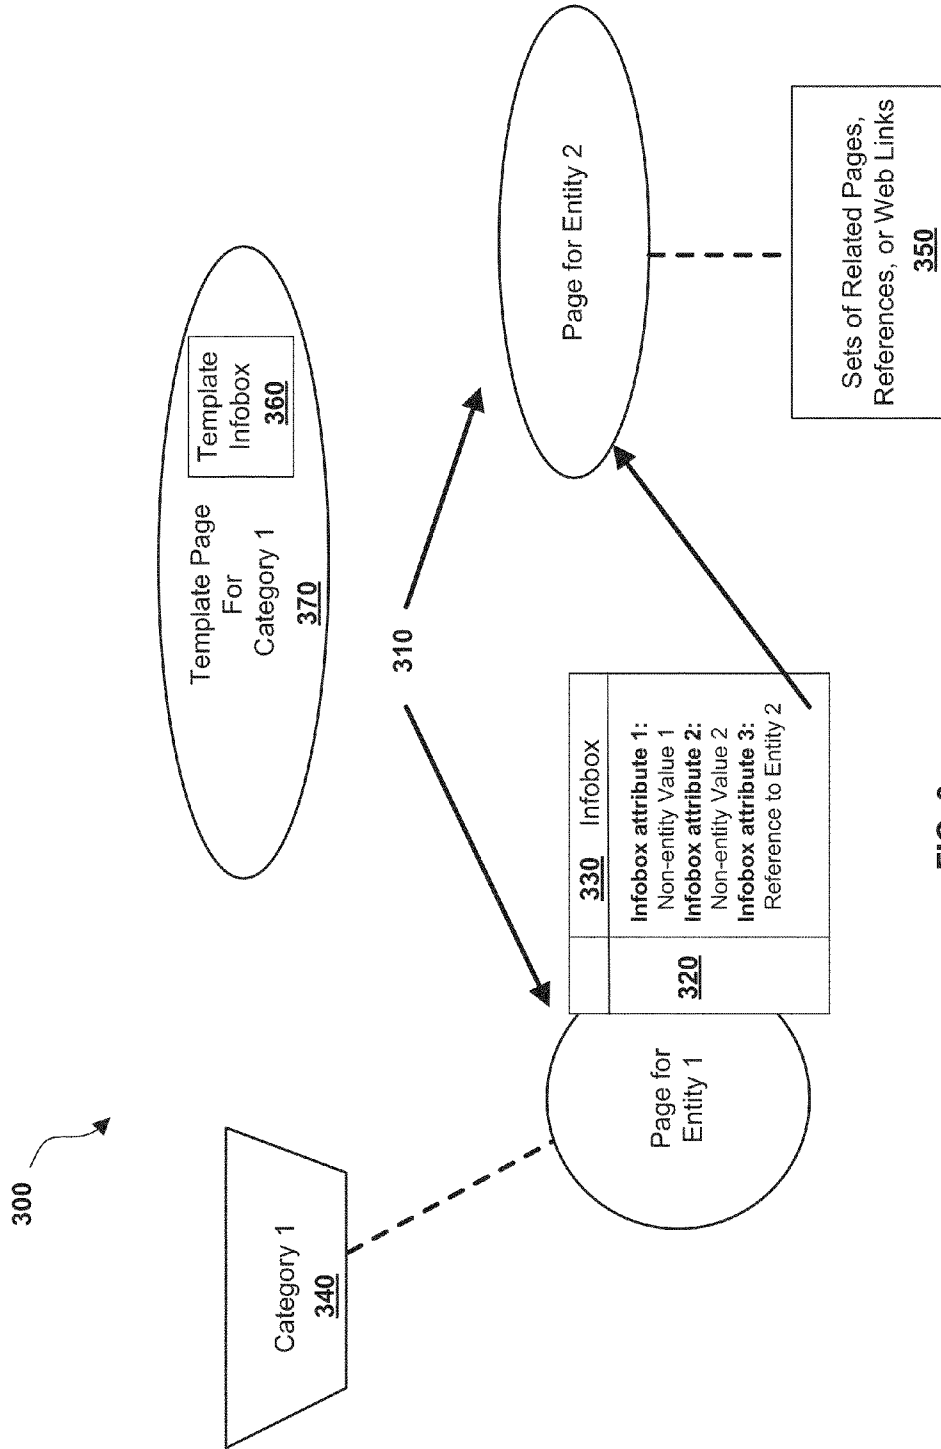 300
Category 1
340
Template Page
For
Category 1
370
Template
Infobox
360
310
Page for
Entity 1
330 Infobox
320
Infobox attribute 1:
Non-entity Value 1
Infobox attribute 2:
Non-entity Value 2
Infobox attribute 3:
Reference to Entity 2
Page for Entity 2
Sets of Related Pages,
References, or Web Links
350